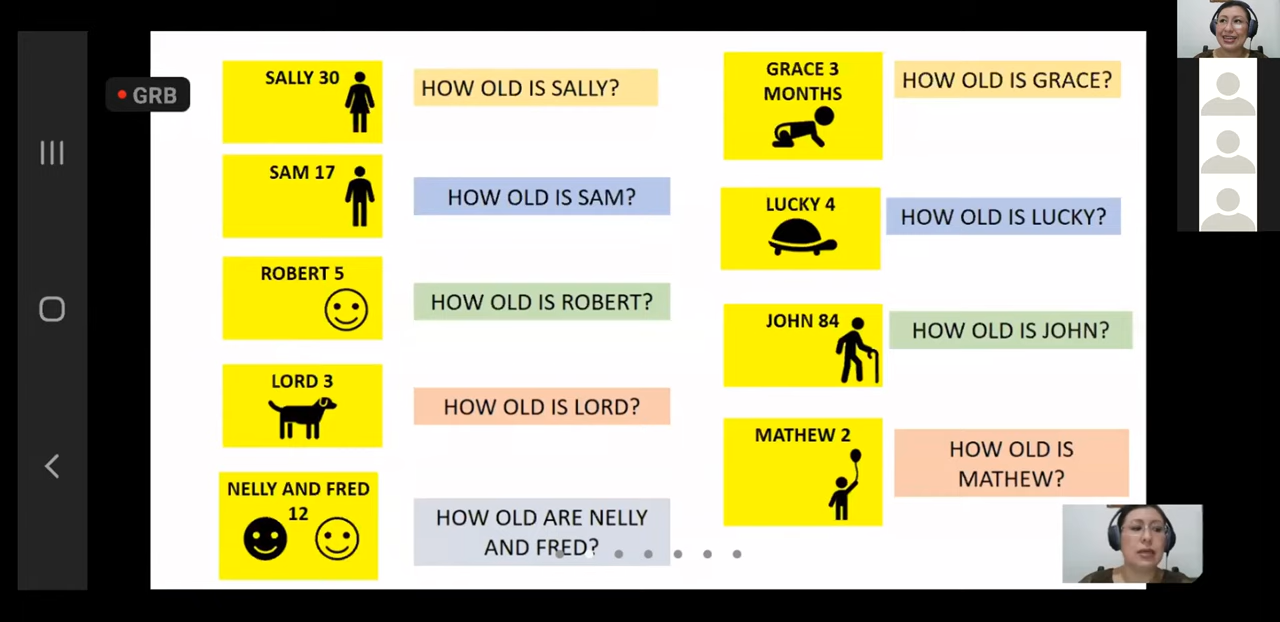 GRB
SALLY 30
HOW OLD IS SALLY?
SAM 17
HOW OLD IS SAM?
ROBERT 5
HOW OLD IS ROBERT?
LORD 3
HOW OLD IS LORD?
NELLY AND FRED
12
HOW OLD ARE NELLY
AND FRED?
GRACE 3
MONTHS
HOW OLD IS GRACE?
LUCKY 4
HOW OLD IS LUCKY?
JOHN 84
HOW OLD IS JOHN?
MATHEW 2
HOW OLD IS
MATHEW?